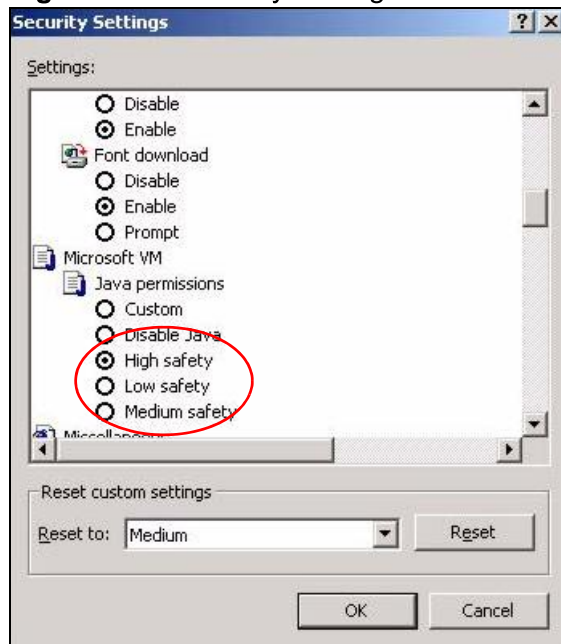 Security Settings
Settings:
Disable
Enable
Font download
Disable
Enable
Prompt
Microsoft VM
Java permissions
Custom
Disable Java
High safety
Low safety
Medium safety
Reset custom settings
Reset to: Medium Reset
OK Cancel